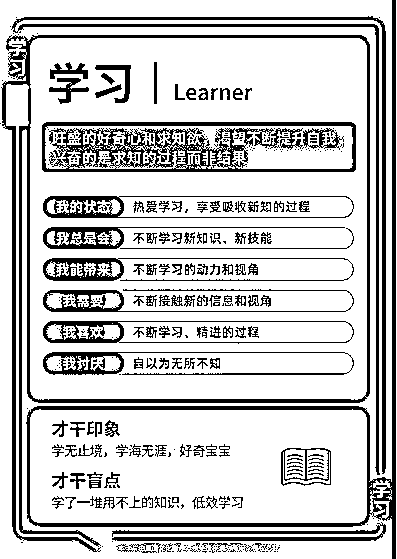 学习
学习 | Learner
旺盛的好奇心和求知欲，渴望不断提升自我
兴奋的是求知的过程而非结果
我的状态 热爱学习，享受吸收新知的过程
我总是会 不断学习新知识、新技能
我能带来 不断学习的动力和视角
我需要 不断接触新的信息和视角
我喜欢 不断学习、精进的过程
我讨厌 自以为无所不知
才干印象
学无止境，学海无涯，好奇宝宝
才干盲点
学了一堆用不上的知识，低效学习
学习